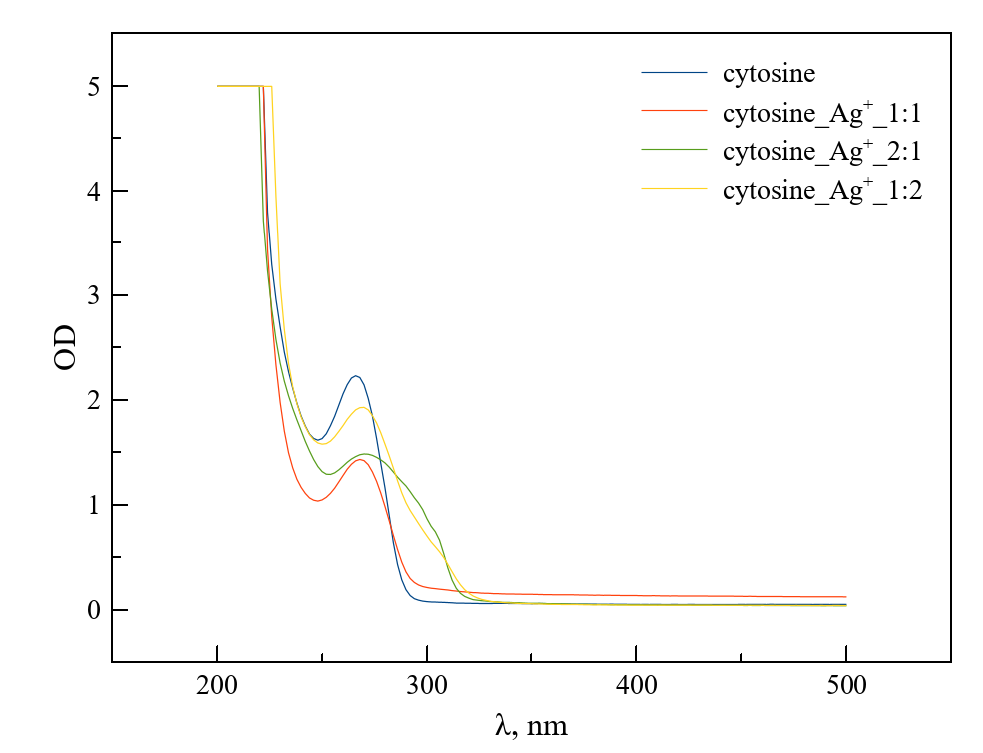 5
4
3
2
1
0
OD
cytosine
cytosine_Ag⁺_1:1
cytosine_Ag⁺_2:1
cytosine_Ag⁺_1:2
200 300 400 500
λ, nm